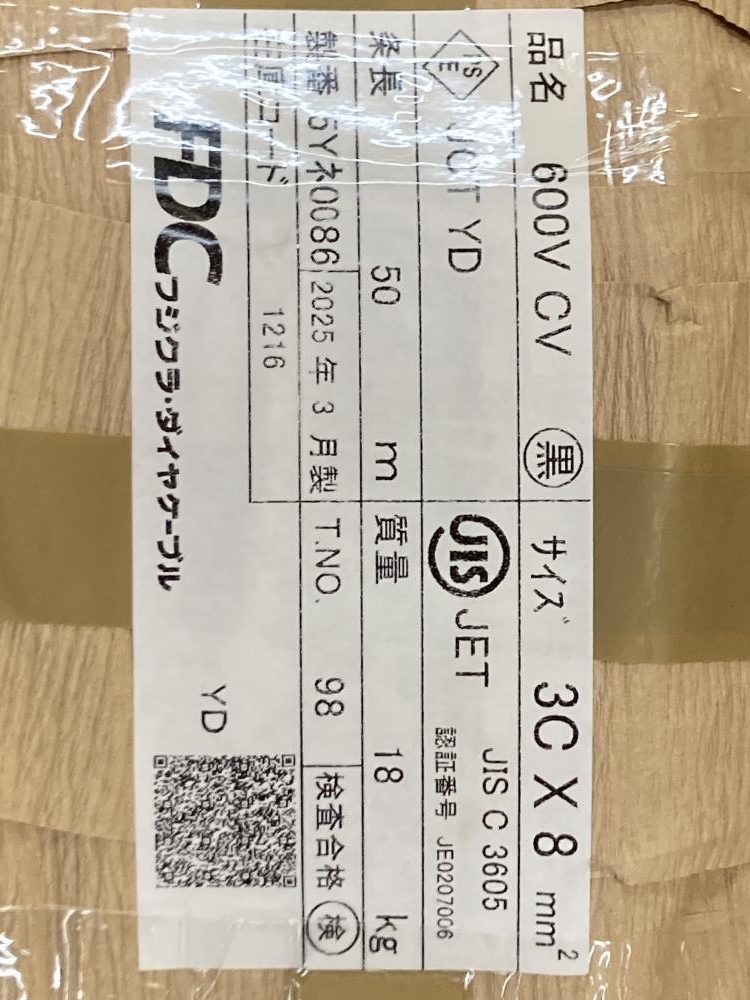 品名 600V CV 黒 サイズ 3C X 8 mm²
JCT YD JIS JET JIS C 3605
認証番号 JE0207006
条長 50 m 質量 18 kg
製番 5Yネ0086 2025 年 3 月製 T.NO. 98 検査合格 検
コード 1216
FDC フジクラ・ダイヤケーブル YD